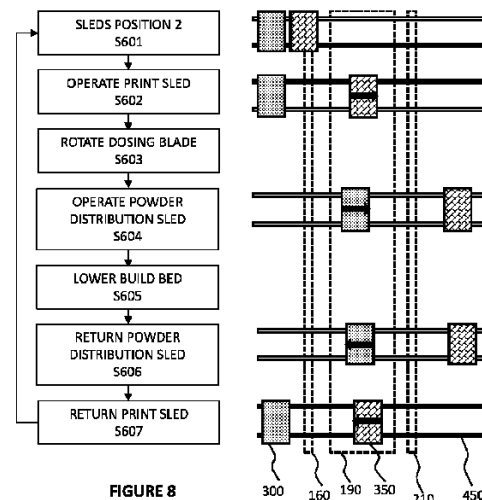 SLEDS POSITION 2
S601
OPERATE PRINT SLED
S602
ROTATE DOSING BLADE
S603
OPERATE POWDER
DISTRIBUTION SLED
S604
LOWER BUILD BED
S605
RETURN POWDER
DISTRIBUTION SLED
S606
RETURN PRINT SLED
S607
300 160 190 350 210 450
FIGURE 8